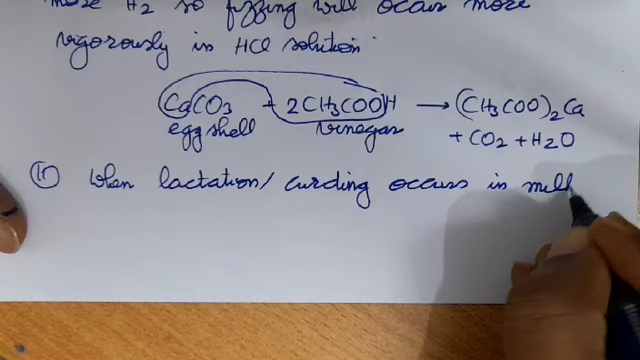 more H2 so fizzing will occur more
vigorously in HCl solution
CaCO3 + 2CH3COOH → (CH3COO)2Ca
egg shell vinegar + CO2 + H2O
when lactation/ curding occurs in milk